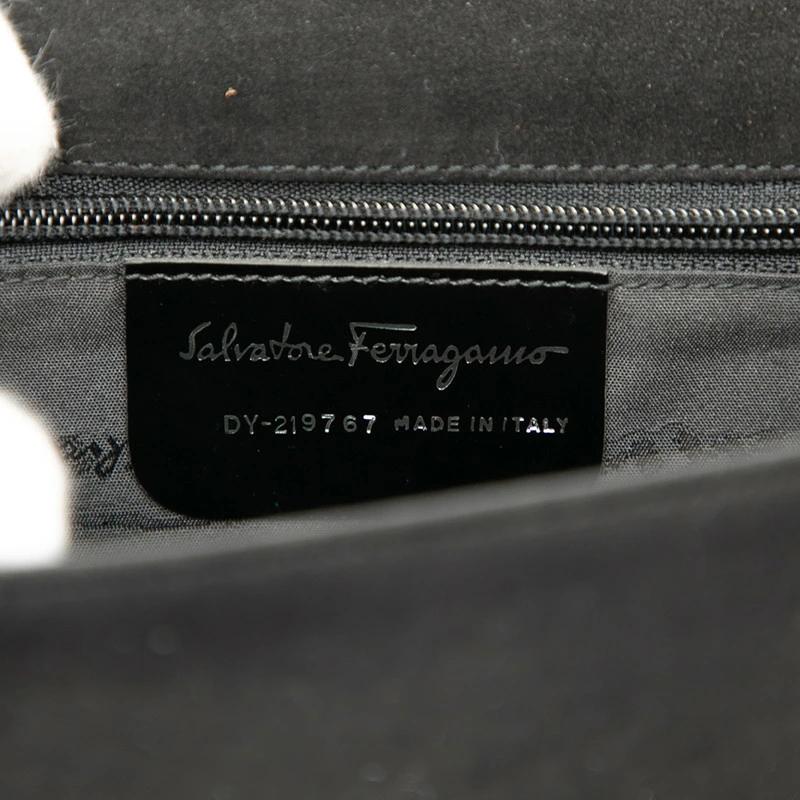 Salvatore Ferragamo
DY-219767 MADE IN ITALY